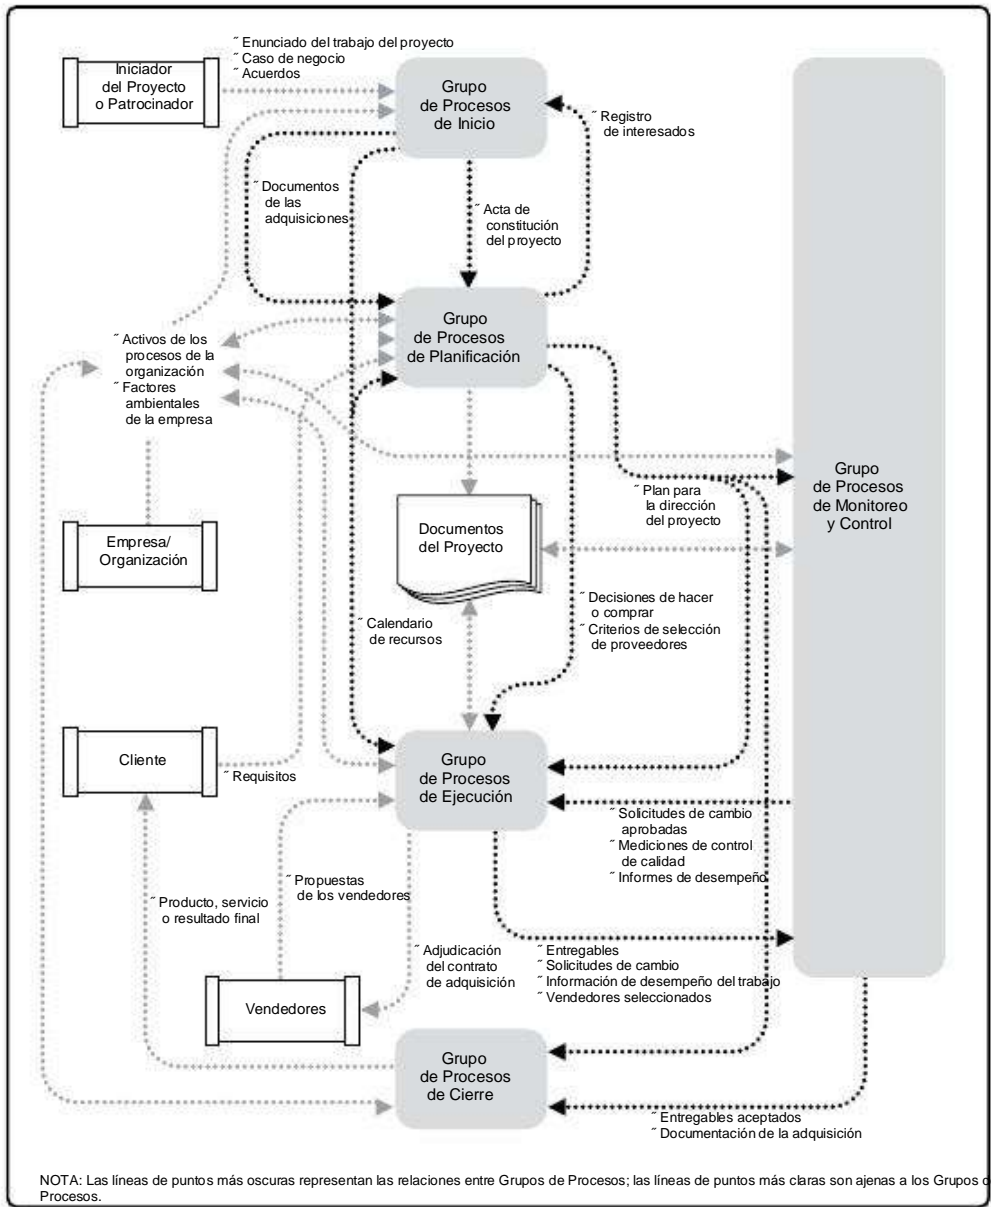 ˝ Enunciado del trabajo del proyecto
˝ Caso de negocio
˝ Acuerdos
Iniciador
del Proyecto
o Patrocinador
Grupo
de Procesos
de Inicio
˝ Registro
de interesados
˝ Documentos
de las
adquisiciones
˝ Acta de
constitución
del proyecto
Grupo
de Procesos
de Planificación
˝ Activos de los
procesos de la
organización
˝ Factores
ambientales
de la empresa
Grupo
de Procesos
de Monitoreo
y Control
˝ Plan para
la dirección
del proyecto
Empresa/
Organización
Documentos
del Proyecto
˝ Decisiones de hacer
o comprar
˝ Criterios de selección
de proveedores
˝ Calendario
de recursos
Cliente
˝ Requisitos
Grupo
de Procesos
de Ejecución
˝ Solicitudes de cambio
aprobadas
˝ Mediciones de control
de calidad
˝ Informes de desempeño
˝ Propuestas
de los vendedores
˝ Producto, servicio
o resultado final
˝ Adjudicación
del contrato
de adquisición
˝ Entregables
˝ Solicitudes de cambio
˝ Información de desempeño del trabajo
˝ Vendedores seleccionados
Vendedores
Grupo
de Procesos
de Cierre
˝ Entregables aceptados
˝ Documentación de la adquisición
NOTA: Las líneas de puntos más oscuras representan las relaciones entre Grupos de Procesos; las líneas de puntos más claras son ajenas a los Grupos
Procesos.